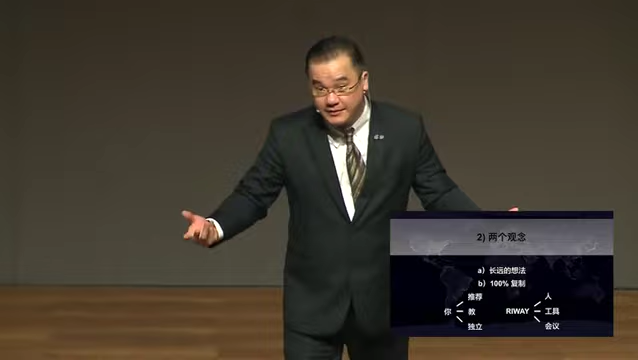 2) 两个观念
a) 长远的想法
b) 100% 复制
推荐 人
你 教 RIWAY 工具
独立 会议